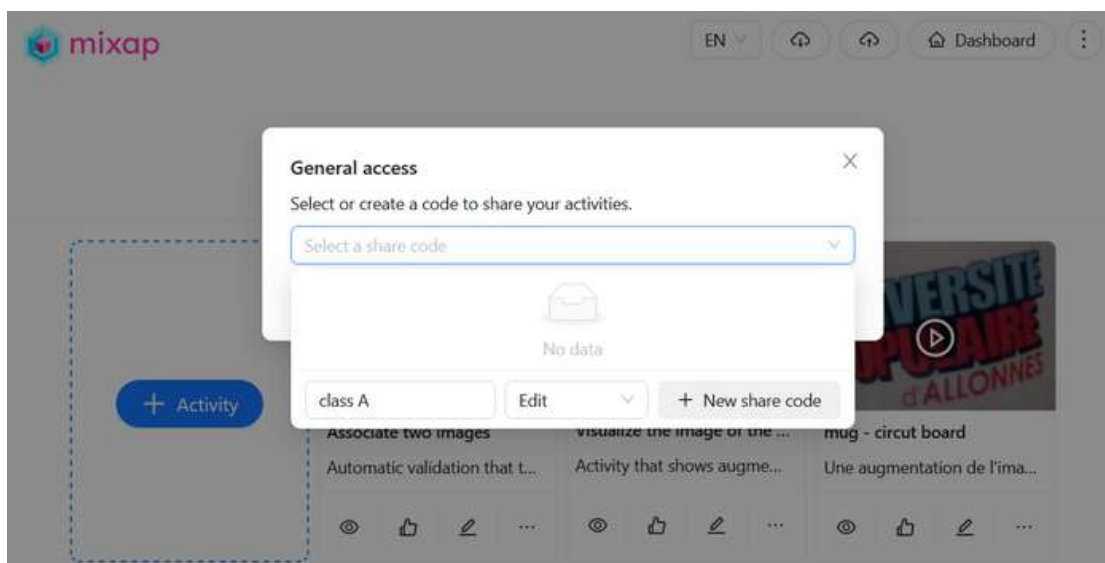 mixap
EN
Dashboard
General access
Select or create a code to share your activities.
Select a share code
No data
class A
Edit
+ New share code
+ Activity
VERSITE
POPULAIRE
d'ALLONNES
Associate two images
Visualize the image of the ...
mug - circut board
Automatic validation that t...
Activity that shows augme...
Une augmentation de l'ima...